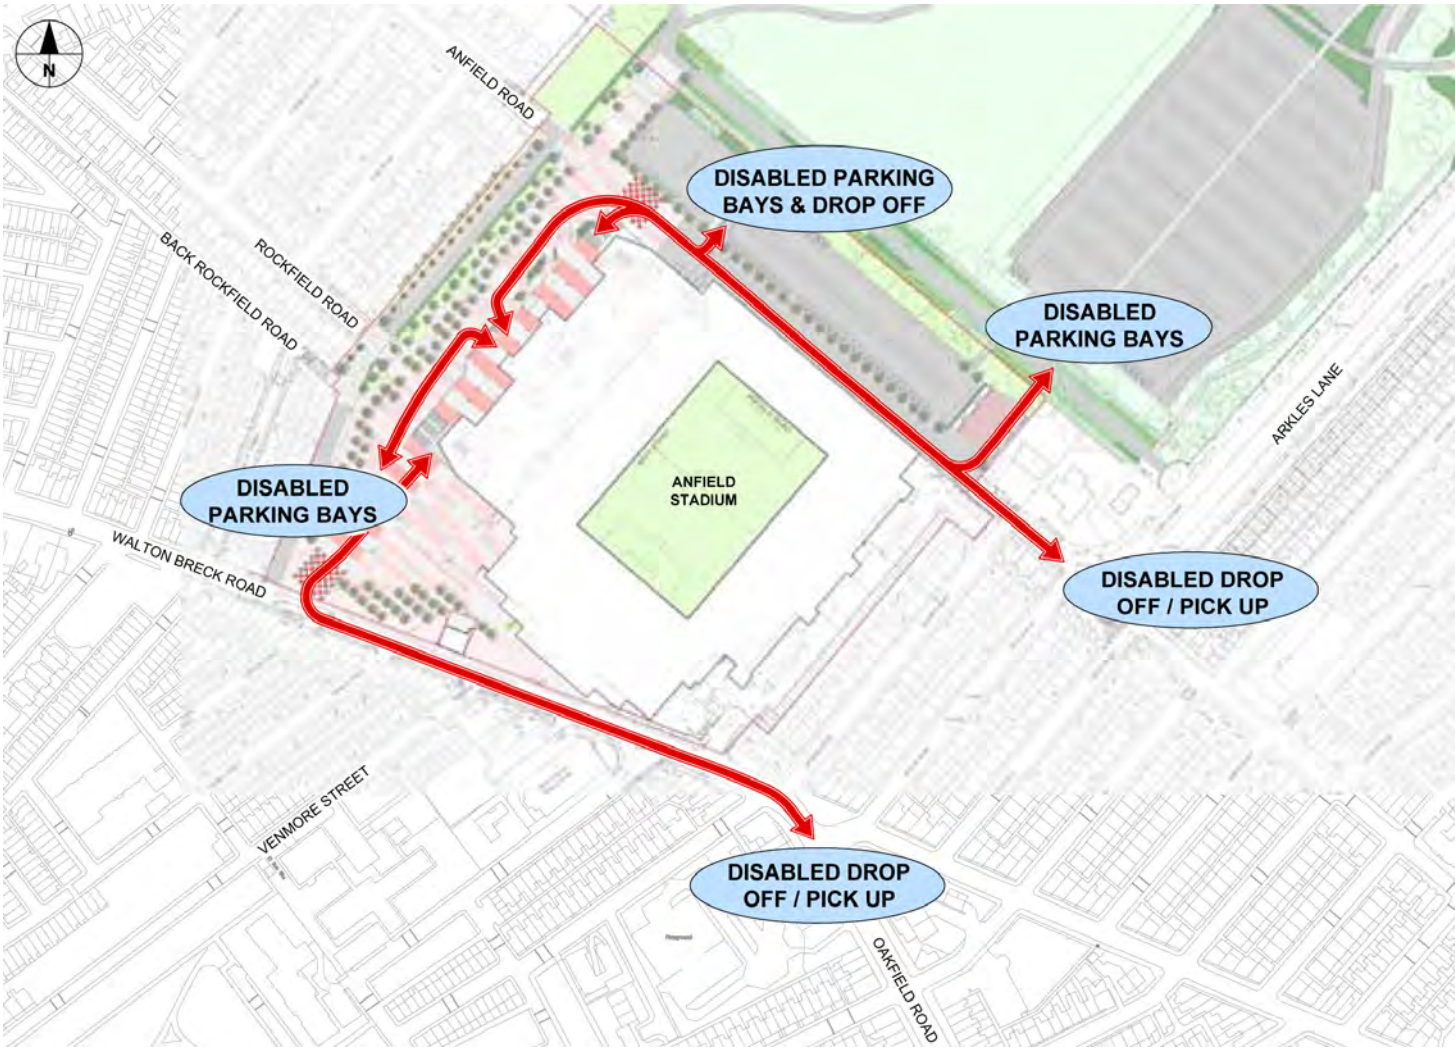 N
ANFIELD ROAD
DISABLED PARKING
BAYS & DROP OFF
BACK ROCKFIELD ROAD
ROCKFIELD ROAD
DISABLED
PARKING BAYS
ARKLES LANE
ANFIELD
STADIUM
DISABLED
PARKING BAYS
WALTON BRECK ROAD
DISABLED DROP
OFF / PICK UP
VENMORE STREET
DISABLED DROP
OFF / PICK UP
Playground
OAKFIELD ROAD